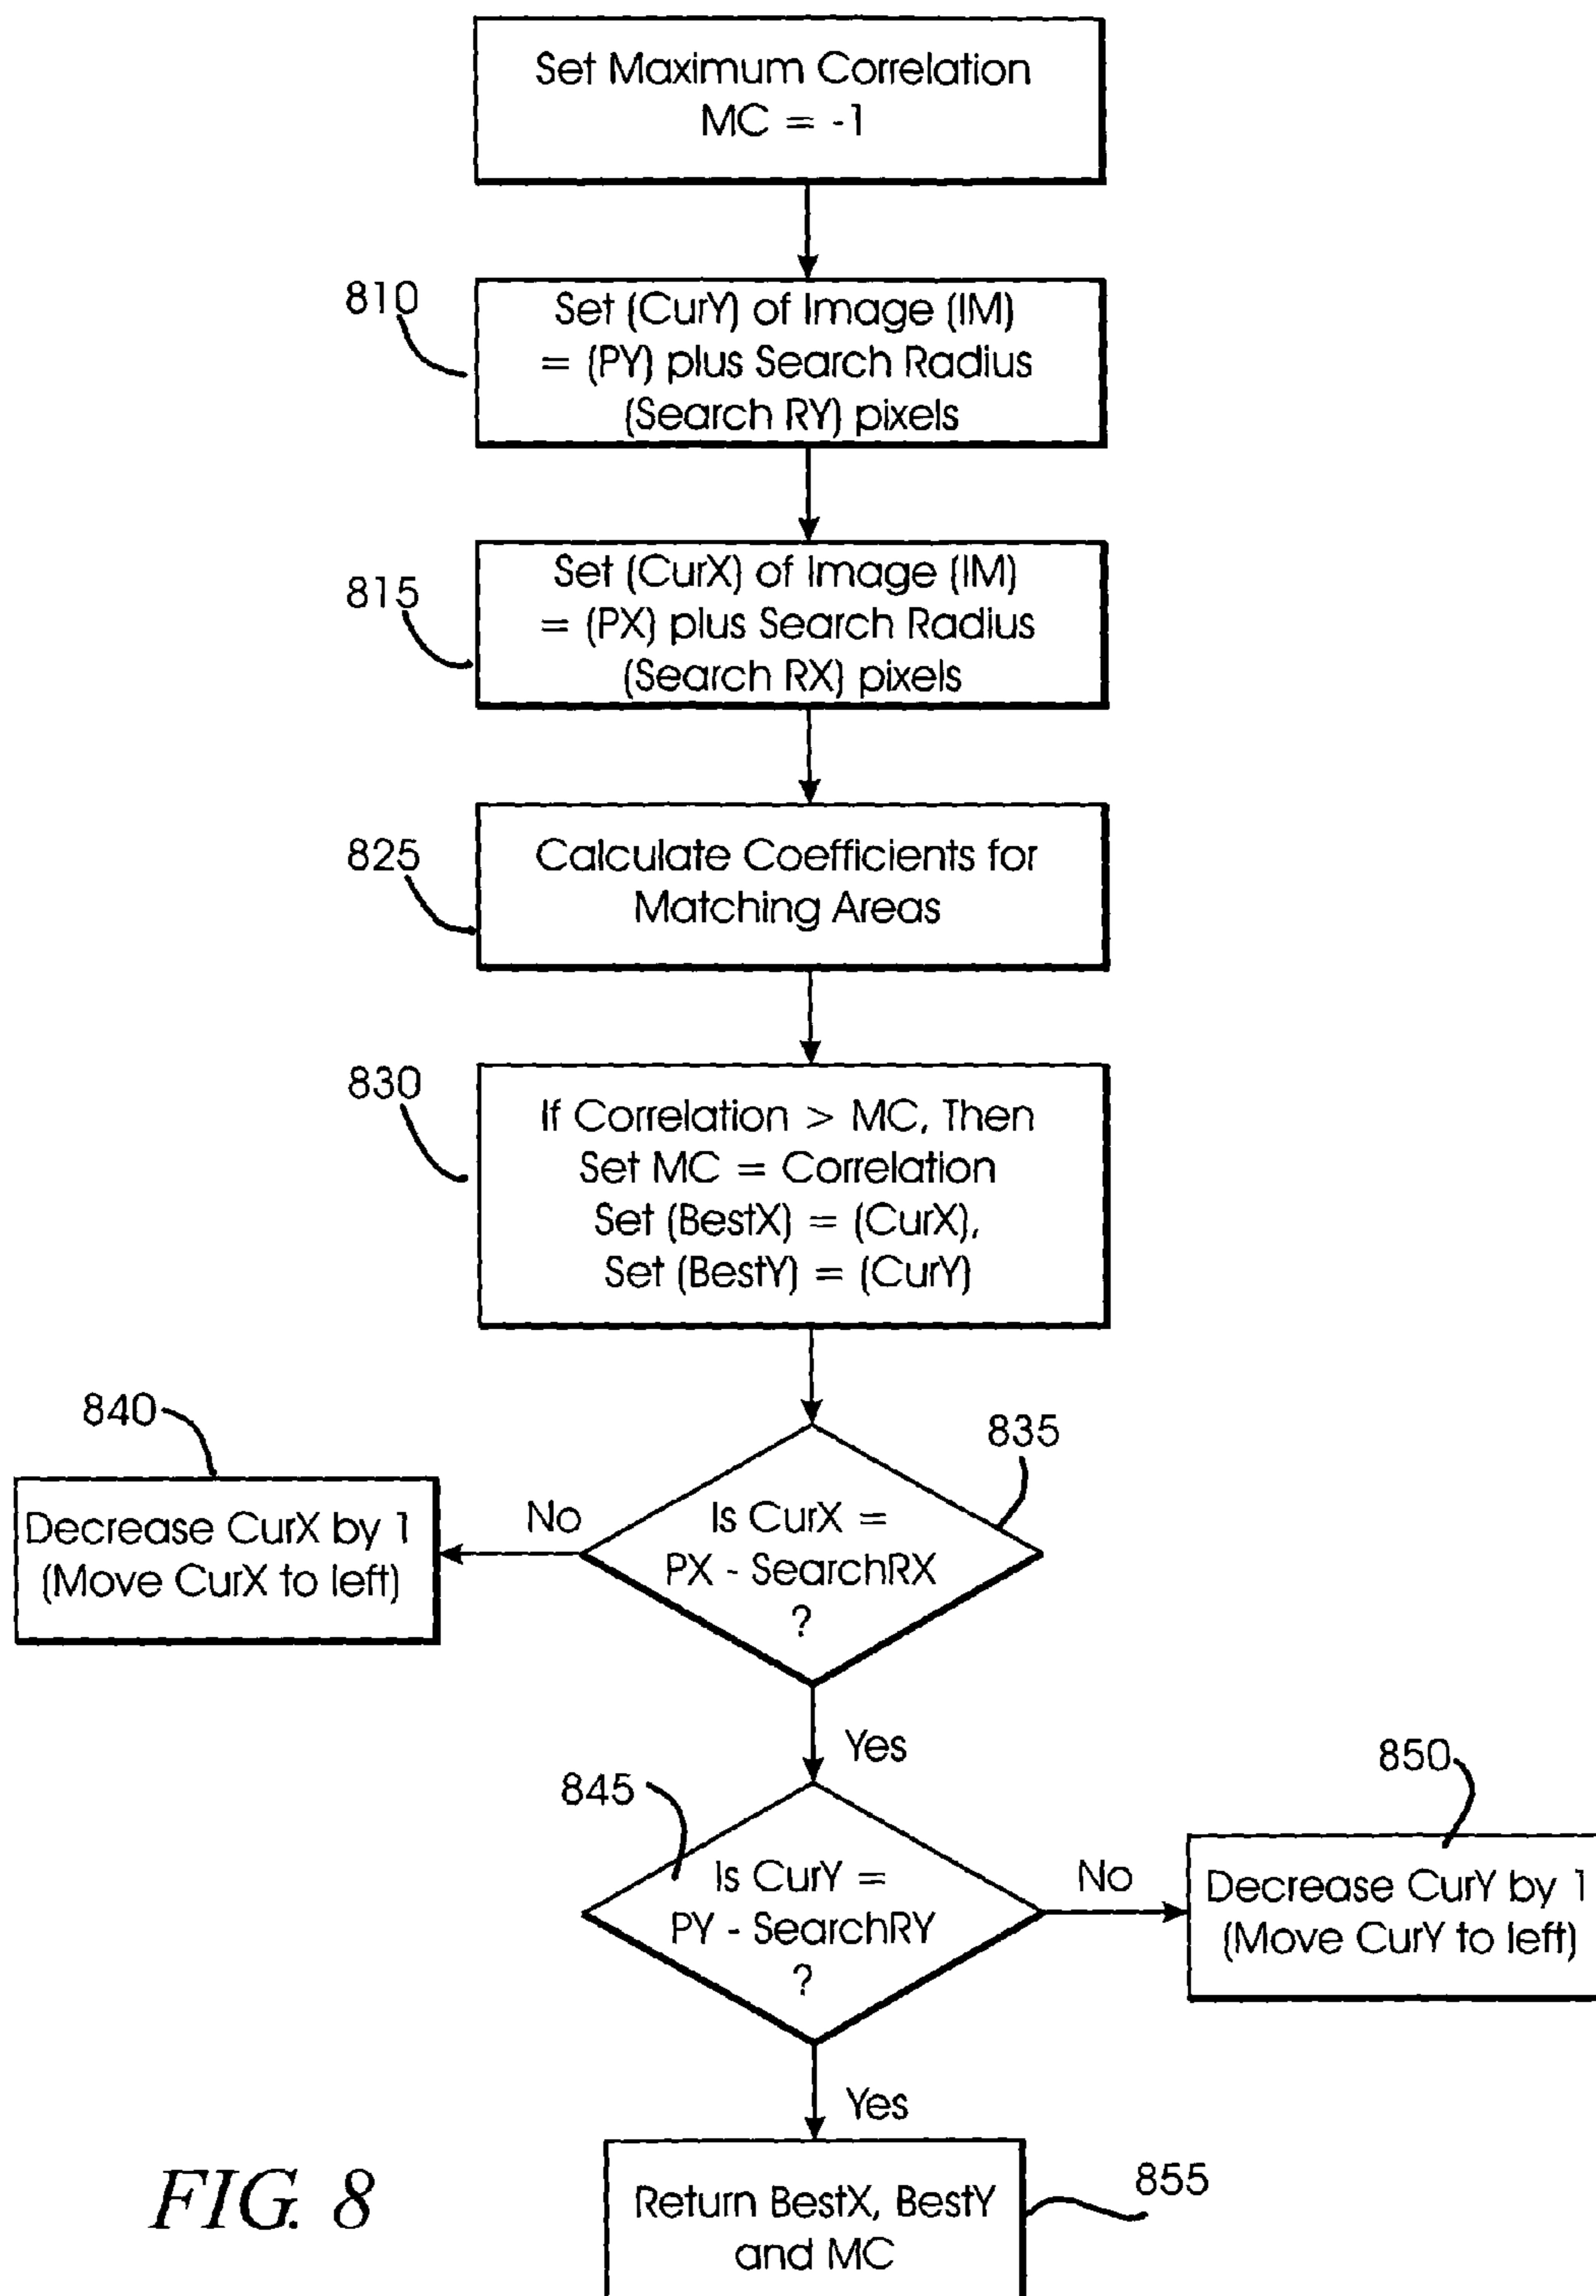 Set Maximum Correlation
MC = -1
810
Set (CurY) of Image (IM)
= (PY) plus Search Radius
(Search RY) pixels
815
Set (CurX) of Image (IM)
= (PX) plus Search Radius
(Search RX) pixels
825
Calculate Coefficients for
Matching Areas
830
If Correlation > MC, Then
Set MC = Correlation
Set (BestX) = (CurX),
Set (BestY) = (CurY)
840
835
Decrease CurX by 1
(Move CurX to left)
No
Is CurX =
PX - SearchRX
?
Yes
845
850
Is CurY =
PY - SearchRY
?
No
Decrease CurY by 1
(Move CurY to left)
Yes
855
Return BestX, BestY
and MC
FIG. 8